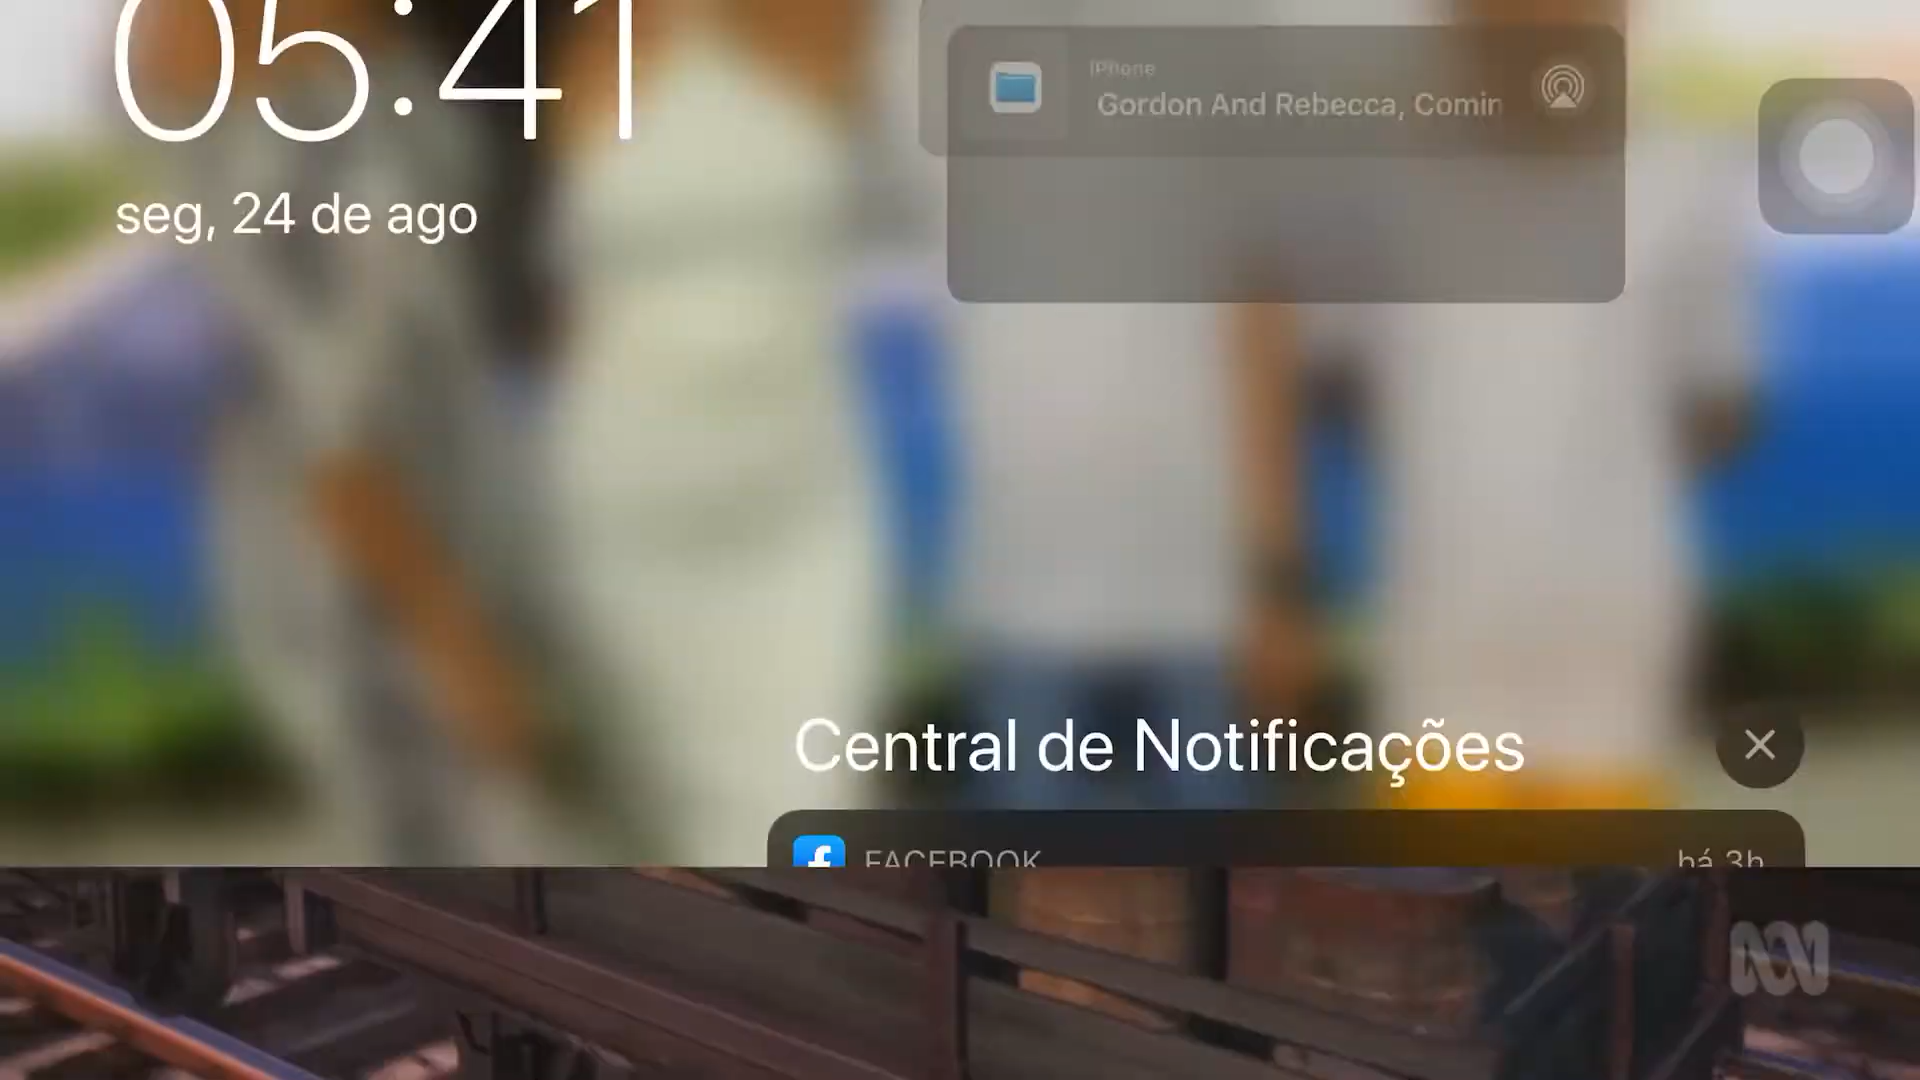 05:41
seg, 24 de ago
iPhone
Gordon And Rebecca, Comin
Central de Notificações
FACEBOOK
há 3h